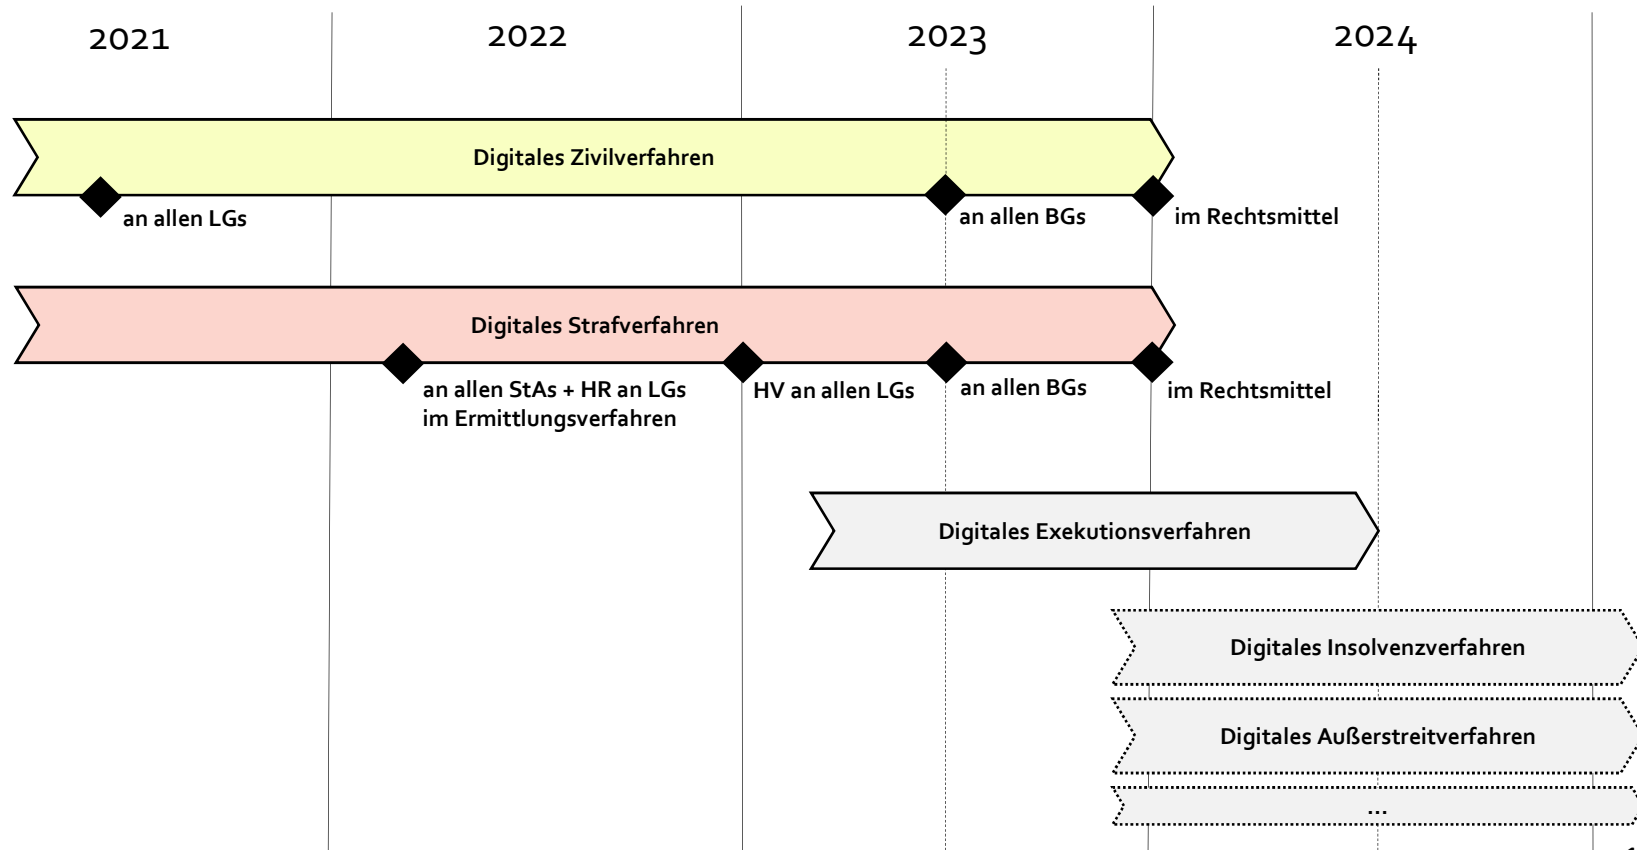 2021
2022
2023
2024
Digitales Zivilverfahren
an allen LGs
an allen BGs
im Rechtsmittel
Digitales Strafverfahren
an allen StAs + HR an LGs
im Ermittlungsverfahren
HV an allen LGs
an allen BGs
im Rechtsmittel
Digitales Exekutionsverfahren
Digitales Insolvenzverfahren
Digitales Außerstreitverfahren
...